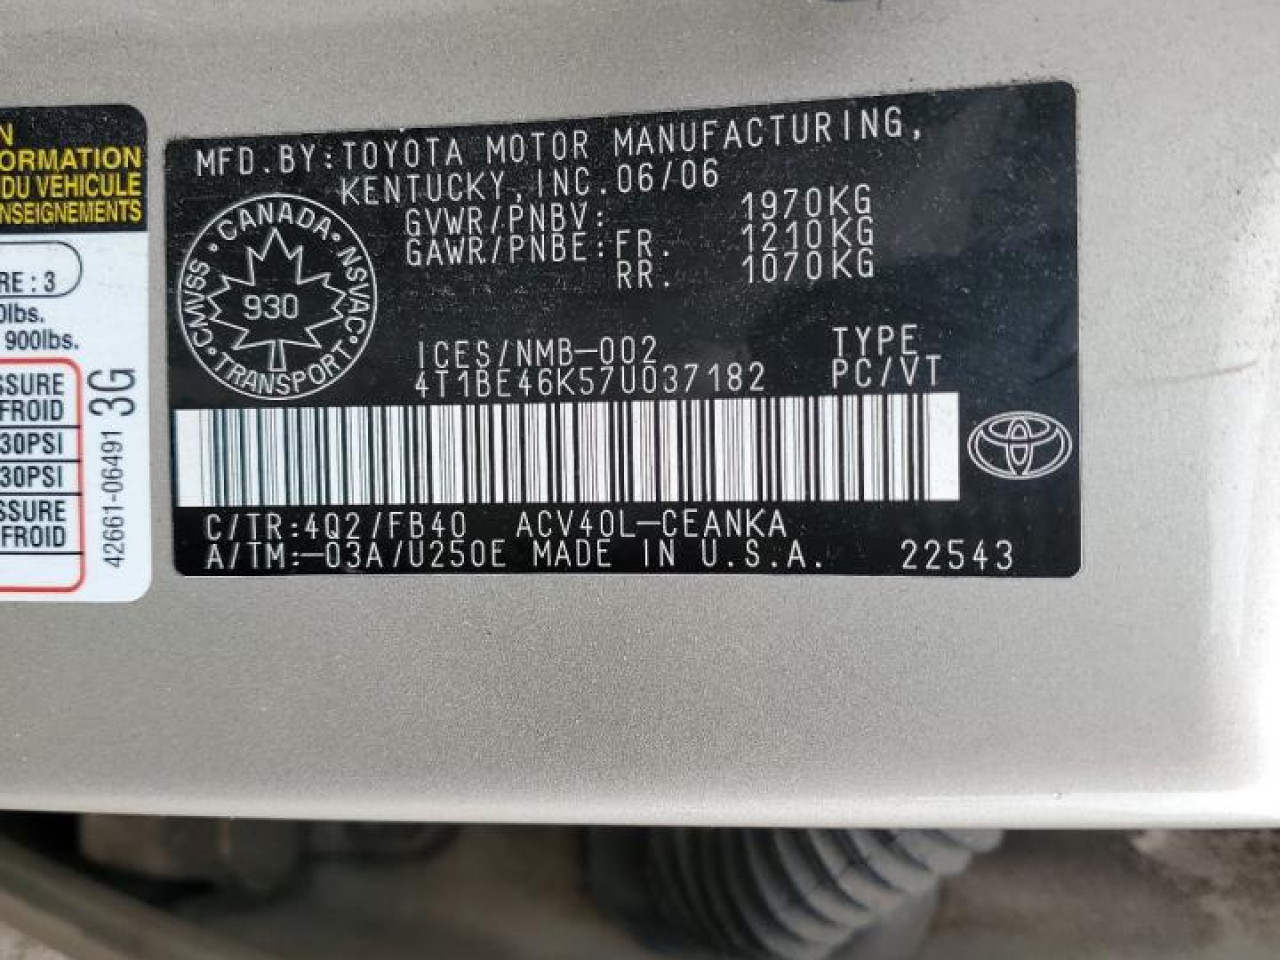 N
ORMATION
DU VÉHICULE
NSEIGNEMENTS
RE : 3
0lbs.
900lbs.
SSURE
FROID
30PSI
30PSI
SSURE
FROID
42661-06491 3G
MFD.BY:TOYOTA MOTOR MANUFACTURING,
KENTUCKY, INC. 06/06
GVWR/PNBV: 1970KG
GAWR/PNBE:FR. 1210KG
RR. 1070KG
CANADA · NSVAC · TRANSPORT · CMVSS ·
930
ICES/NMB-002 TYPE
4T1BE46K57U037182 PC/VT
C/TR:4Q2/FB40 ACV40L-CEANKA
A/TM:-03A/U250E MADE IN U.S.A. 22543